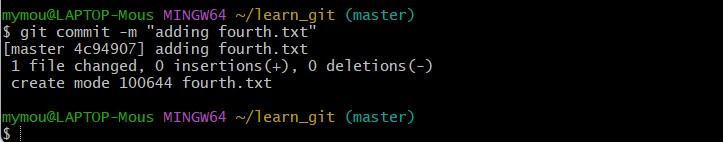 mymou@LAPTOP-Mous MINGW64 ~/learn_git (master)
$ git commit -m "adding fourth.txt"
[master 4c94907] adding fourth.txt
 1 file changed, 0 insertions(+), 0 deletions(-)
 create mode 100644 fourth.txt

mymou@LAPTOP-Mous MINGW64 ~/learn_git (master)
$